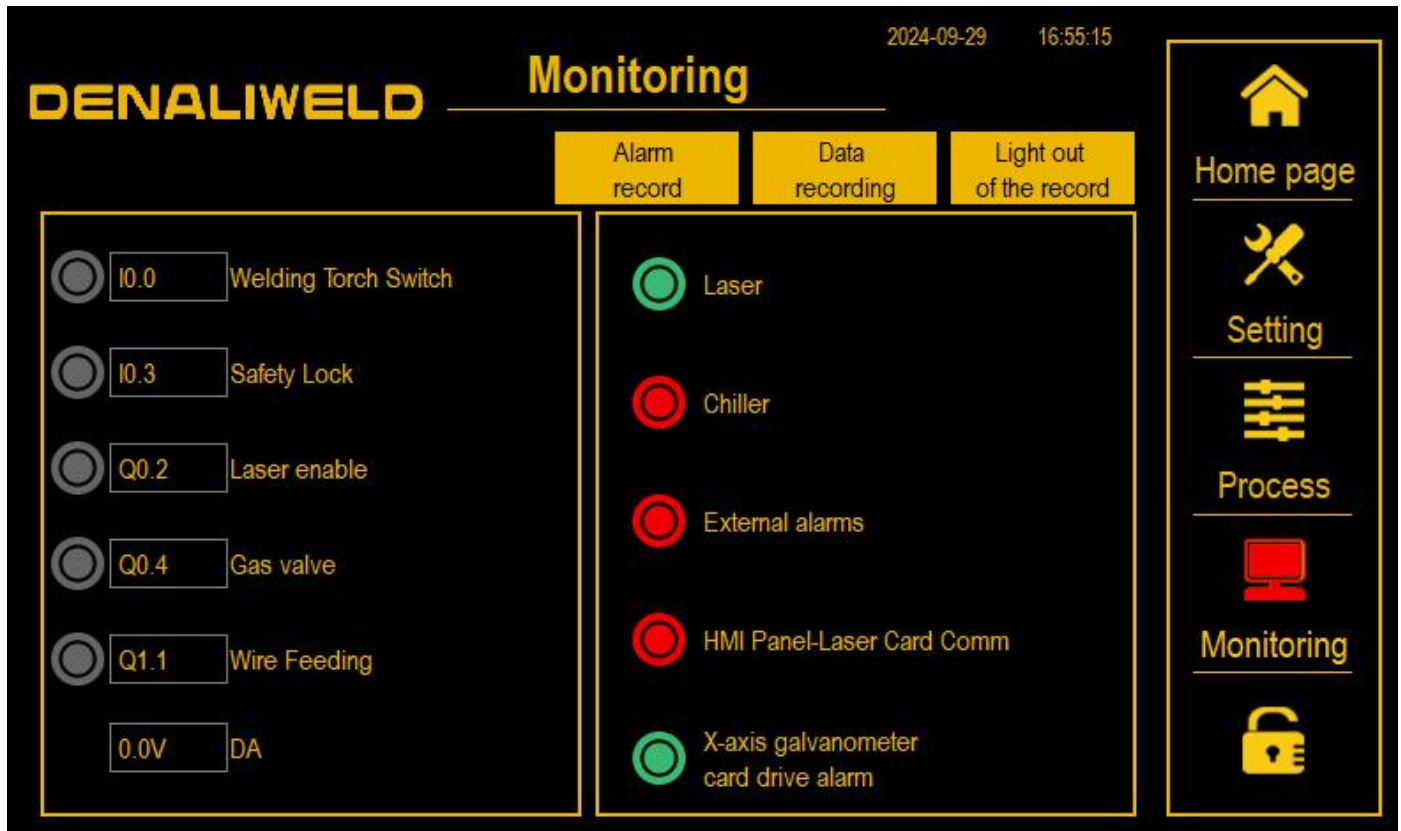 2024-09-29 16:55:15
DENALIWELD
Monitoring
Alarm
record
Data
recording
Light out
of the record
I0.0 Welding Torch Switch
I0.3 Safety Lock
Q0.2 Laser enable
Q0.4 Gas valve
Q1.1 Wire Feeding
0.0V DA
Laser
Chiller
External alarms
HMI Panel-Laser Card Comm
X-axis galvanometer
card drive alarm
Home page
Setting
Process
Monitoring